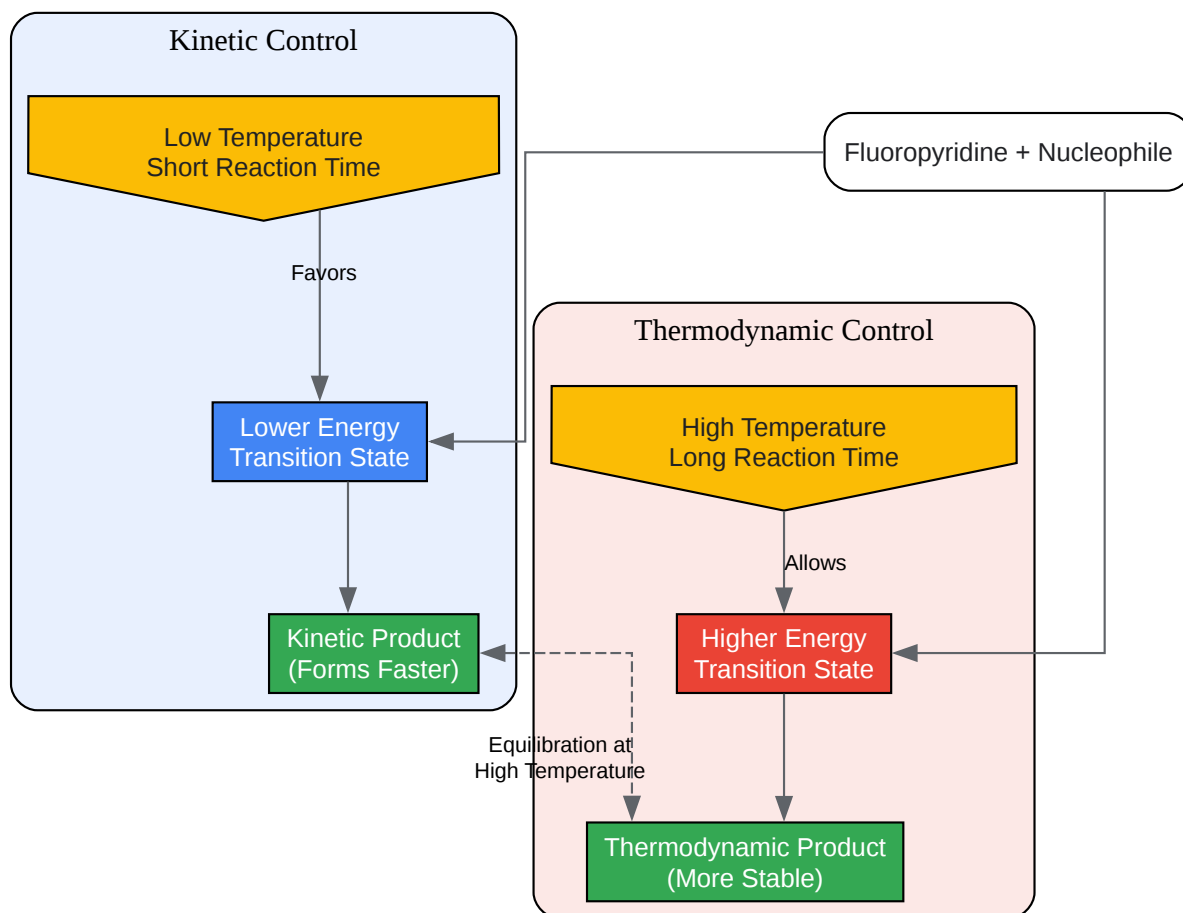 Kinetic Control
Low Temperature
Short Reaction Time
Fluoropyridine + Nucleophile
Favors
Thermodynamic Control
Lower Energy
Transition State
High Temperature
Long Reaction Time
Allows
Kinetic Product
(Forms Faster)
Higher Energy
Transition State
Equilibration at
High Temperature
Thermodynamic Product
(More Stable)